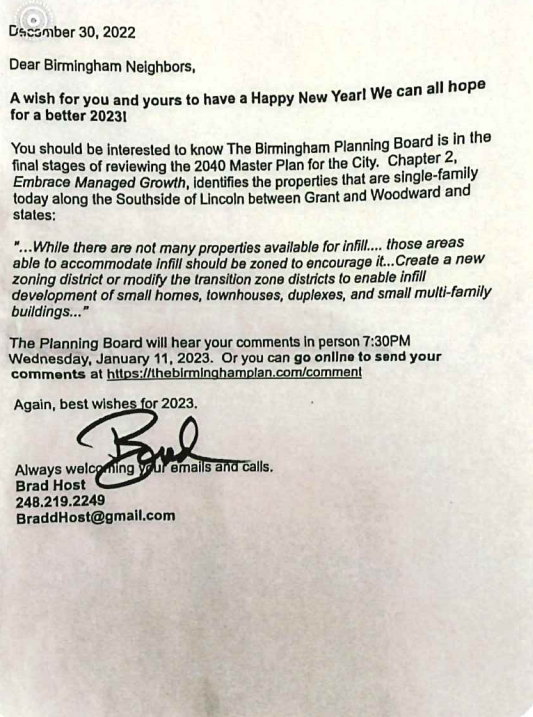 December 30, 2022
Dear Birmingham Neighbors,
A wish for you and yours to have a Happy New Year! We can all hope
for a better 2023!
You should be interested to know The Birmingham Planning Board is in the
final stages of reviewing the 2040 Master Plan for the City. Chapter 2,
Embrace Managed Growth, identifies the properties that are single-family
today along the Southside of Lincoln between Grant and Woodward and
states:
"...While there are not many properties available for infill.... those areas
able to accommodate infill should be zoned to encourage it...Create a new
zoning district or modify the transition zone districts to enable infill
development of small homes, townhouses, duplexes, and small multi-family
buildings..."
The Planning Board will hear your comments in person 7:30PM
Wednesday, January 11, 2023. Or you can go online to send your
comments at https://thebirminghamplan.com/comment
Again, best wishes for 2023.
Brad
Always welcoming your emails and calls.
Brad Host
248.219.2249
BraddHost@gmail.com